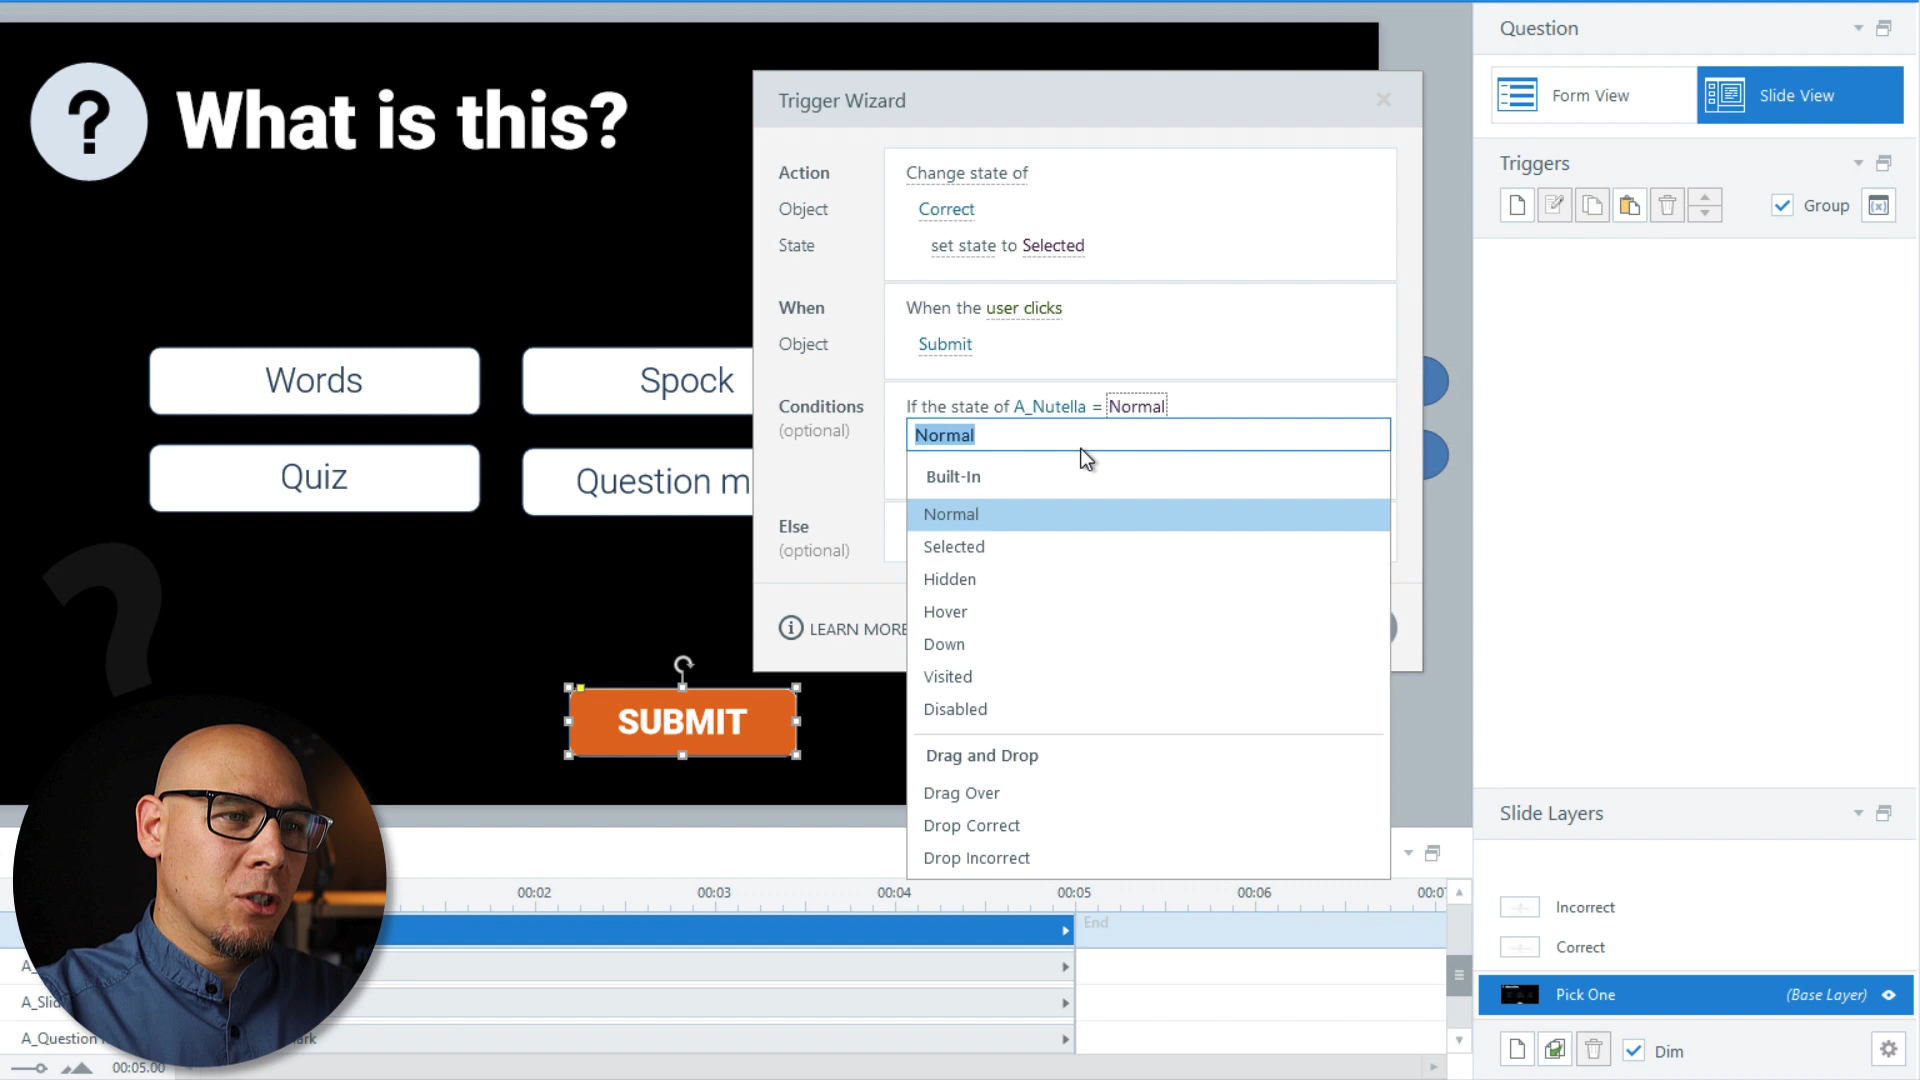 Question
Form View
Slide View
?
What is this?
Trigger Wizard
Action
Change state of
Object
Correct
State
set state to Selected
When
When the user clicks
Object
Submit
Conditions
(optional)
If the state of A_Nutella = Normal
Normal
Built-In
Normal
Selected
Hidden
Hover
Down
Visited
Disabled
Drag and Drop
Drag Over
Drop Correct
Drop Incorrect
Else
(optional)
LEARN MORE
Words
Spock
Quiz
Question m
?
SUBMIT
Triggers
Group
(x)
Slide Layers
Incorrect
Correct
Pick One
(Base Layer)
Dim
00:02
00:03
00:04
00:05
00:06
00:0
End
A_Slid
A_Question
ark
00:05.00